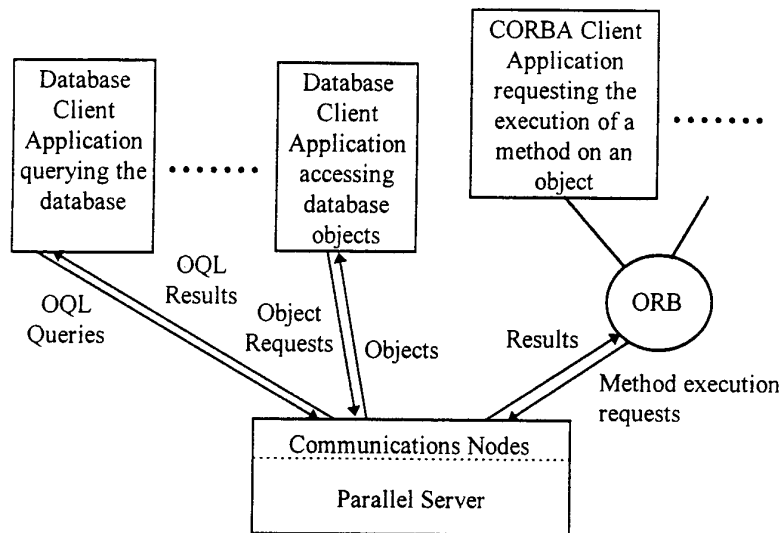 Database
Client
Application
querying the
database
Database
Client
Application
accessing
database
objects
CORBA Client
Application
requesting the
execution of a
method on an
object
OQL
Queries
OQL
Results
Object
Requests
Objects
Results
ORB
Method execution
requests
Communications Nodes
Parallel Server